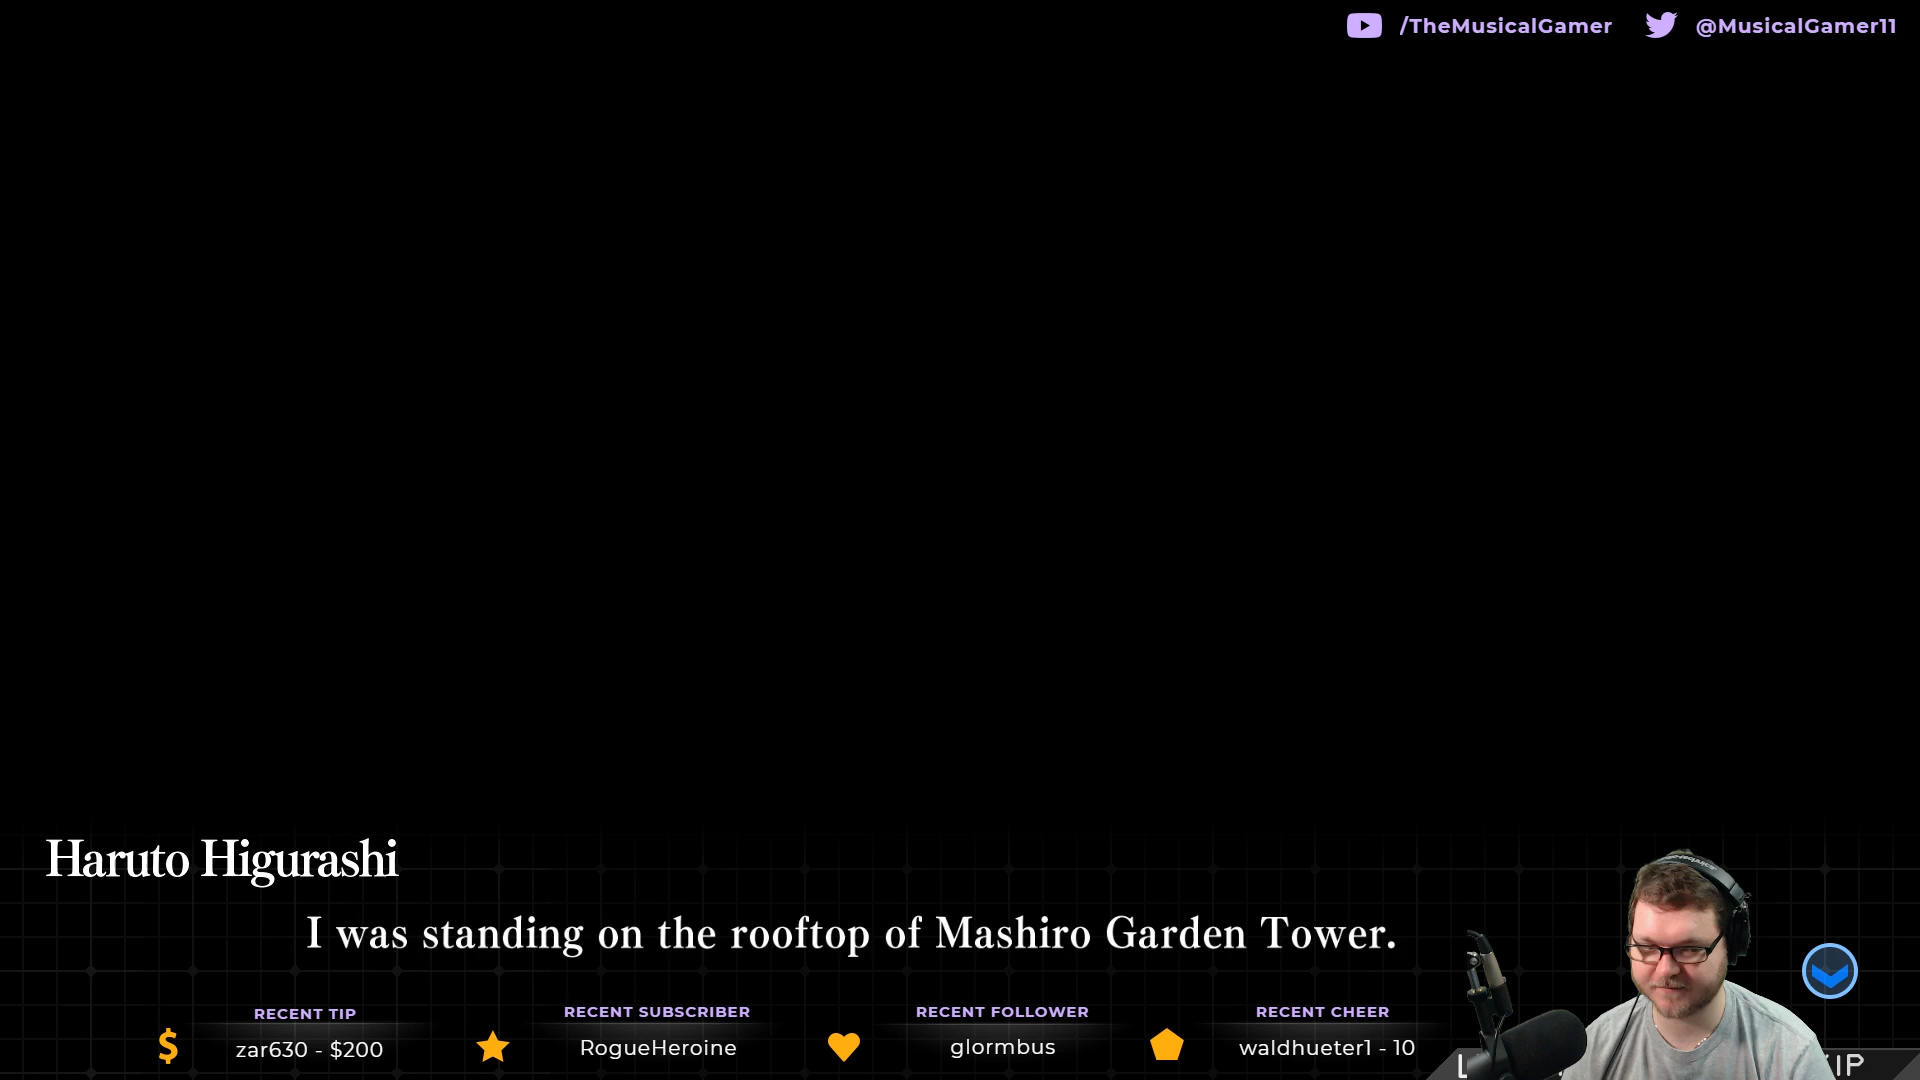 /TheMusicalGamer @MusicalGamer11
Haruto Higurashi
I was standing on the rooftop of Mashiro Garden Tower.
RECENT TIP
zar630 - $200
RECENT SUBSCRIBER
RogueHeroine
RECENT FOLLOWER
glormbus
RECENT CHEER
waldhueter1 - 10